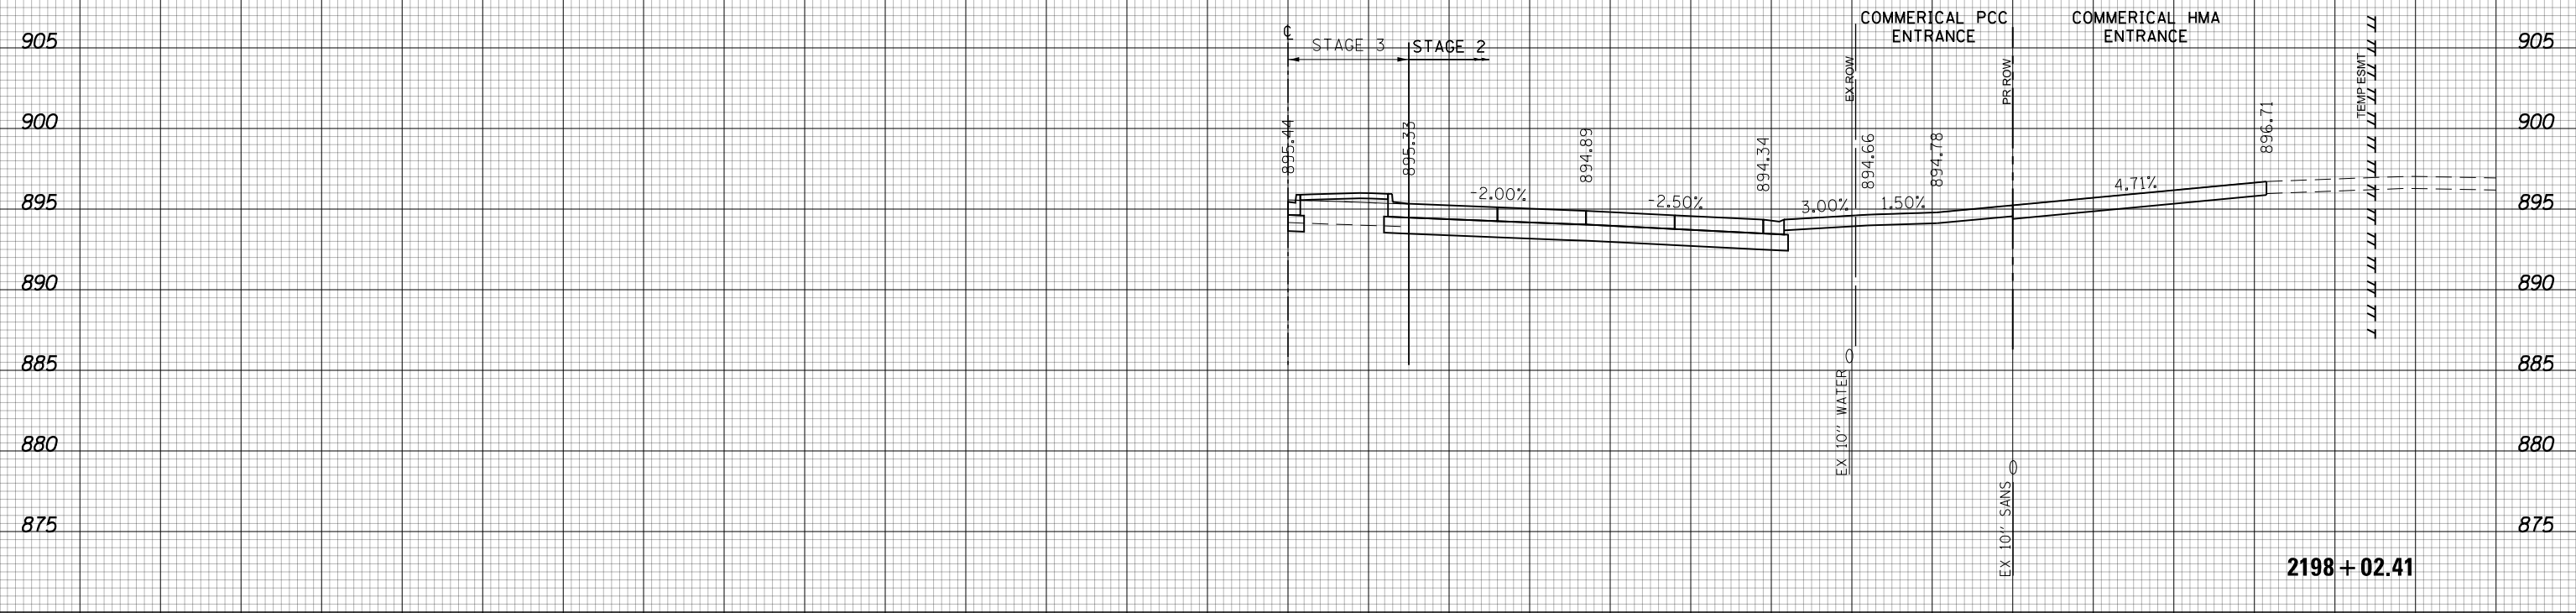 COMMERICAL PCC
ENTRANCE
COMMERICAL HMA
ENTRANCE
905
℄
STAGE 3
STAGE 2
905
EX ROW
PR ROW
TEMP ESMT
900
895.44
895.33
894.89
894.34
894.66
894.78
896.71
900
895
-2.00%
-2.50%
3.00%
1.50%
4.71%
895
890
890
885
885
EX 10" WATER
880
880
EX 10" SANS
875
875
2198 + 02.41